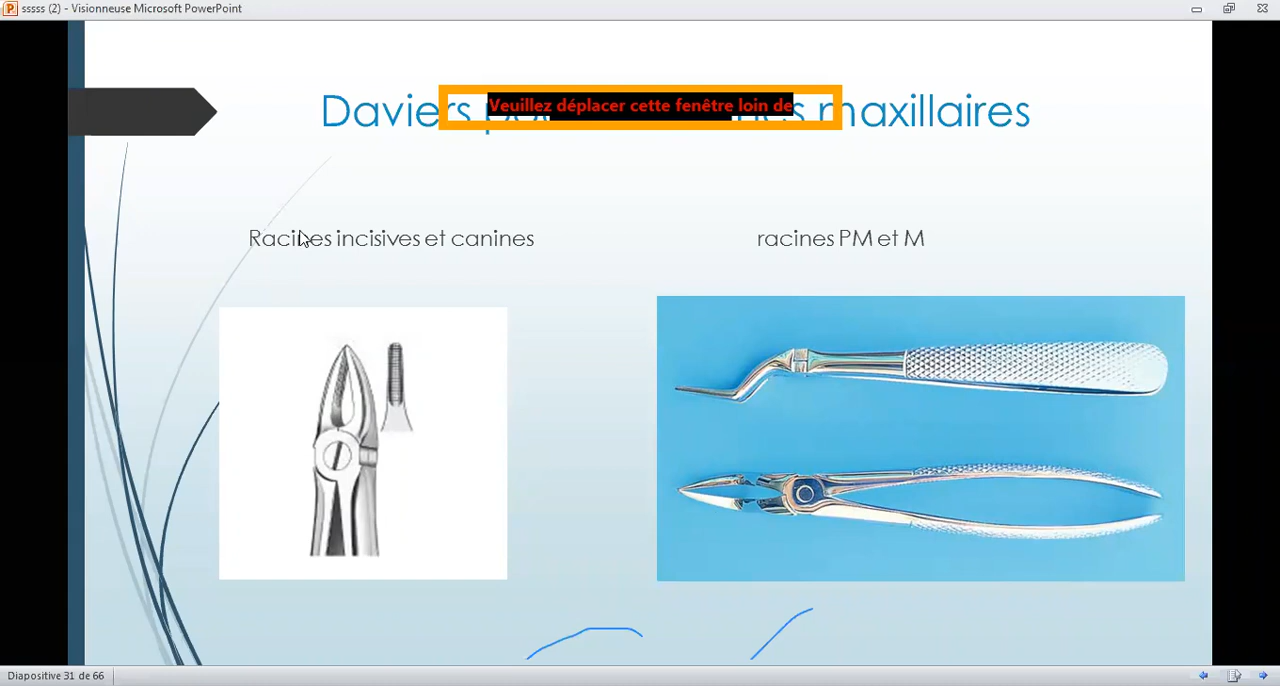 sssss (2) - Visionneuse Microsoft PowerPoint
Veuillez déplacer cette fenêtre loin de
Daviers maxillaires
Racines incisives et canines
racines PM et M
Diapositive 31 de 66